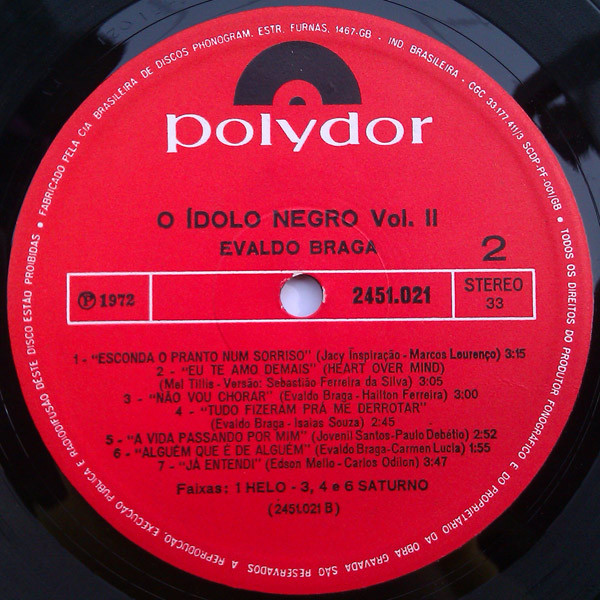 FABRICADO PELA CIA BRASILEIRA DE DISCOS PHONOGRAM, ESTR. FURNAS, 1467-GB - IND. BRASILEIRA - CGC 33.177.411/3 SCDP-PF-001/GB • TODOS OS DIREITOS DO PRODUTOR FONOGRÁFICO E DO PROPRIETÁRIO DA OBRA GRAVADA SÃO RESERVADOS A REPRODUÇÃO, EXECUÇÃO PÚBLICA E RADIODIFUSÃO DESTE DISCO ESTÃO PROIBIDAS •
polydor
O ÍDOLO NEGRO Vol. II
EVALDO BRAGA
2
℗ 1972
2451.021
STEREO
33
1 - "ESCONDA O PRANTO NUM SORRISO" (Jacy Inspiração - Marcos Lourenço) 3:15
2 - "EU TE AMO DEMAIS" (HEART OVER MIND)
(Mel Tillis - Versão: Sebastião Ferreira da Silva) 3:05
3 - "NÃO VOU CHORAR" (Evaldo Braga - Hailton Ferreira) 3:00
4 - "TUDO FIZERAM PRÁ ME DERROTAR"
(Evaldo Braga - Isaias Souza) 2:45
5 - "A VIDA PASSANDO POR MIM" (Jovenil Santos-Paulo Debétio) 2:52
6 - "ALGUÉM QUE É DE ALGUÉM" (Evaldo Braga-Carmen Lucia) 1:55
7 - "JÁ ENTENDI" (Edson Mello - Carlos Odilon) 3:47
Faixas: 1 HELO - 3, 4 e 6 SATURNO
(2451.021 B)